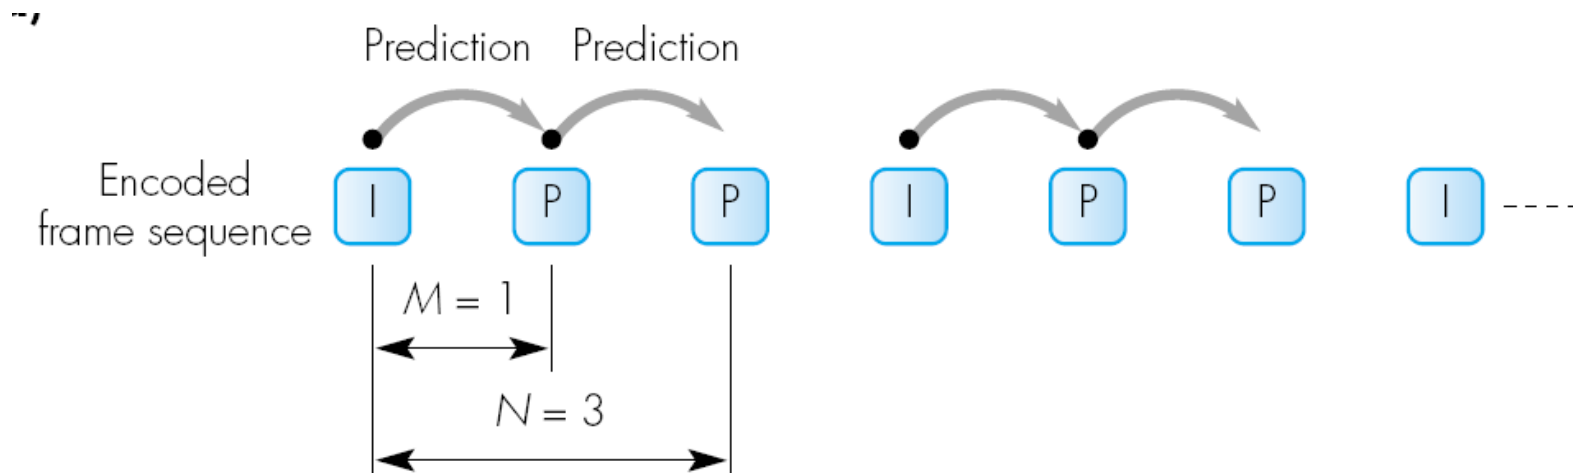 Prediction Prediction
Encoded
frame sequence
I P P I P P I
M = 1
N = 3